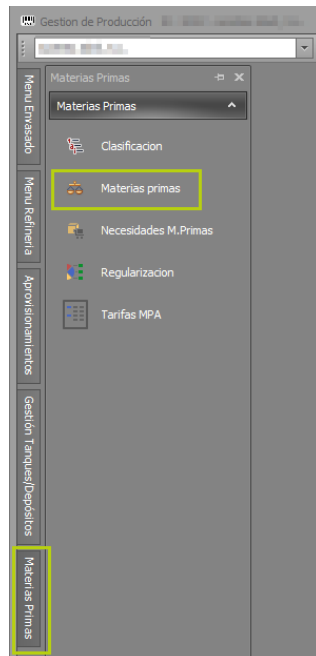 Gestion de Producción
Materias Primas
Materias Primas
Clasificacion
Materias primas
Necesidades M.Primas
Regularizacion
Tarifas MPA
Menu Envasado
Menu Refineria
Aprovisionamientos
Gestión Tanques/Depósitos
Materias Primas